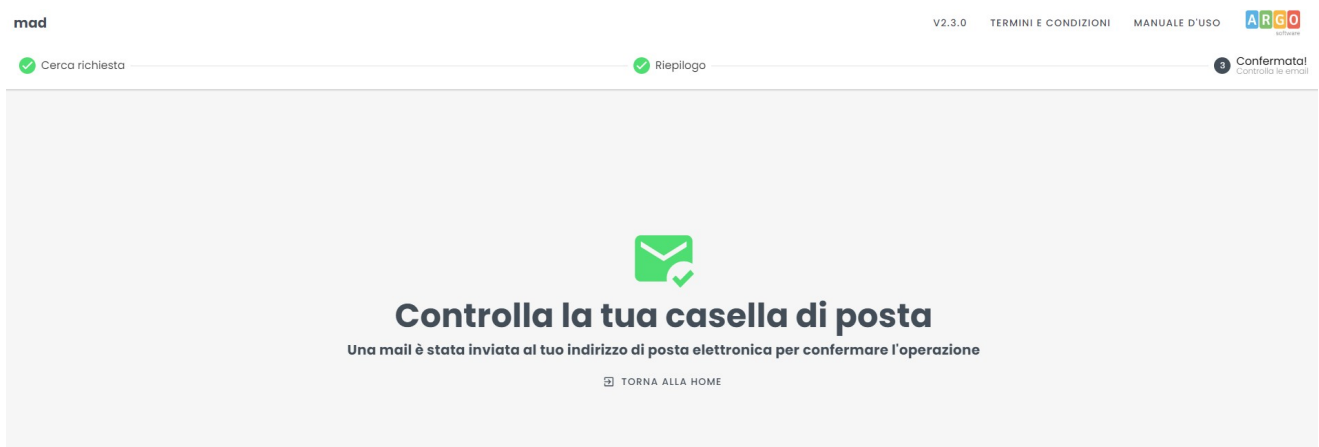 mad
V2.3.0 TERMINI E CONDIZIONI MANUALE D'USO ARGO
software
Cerca richiesta Riepilogo 3 Confermata!
Controlla le email
Controlla la tua casella di posta
Una mail è stata inviata al tuo indirizzo di posta elettronica per confermare l'operazione
TORNA ALLA HOME